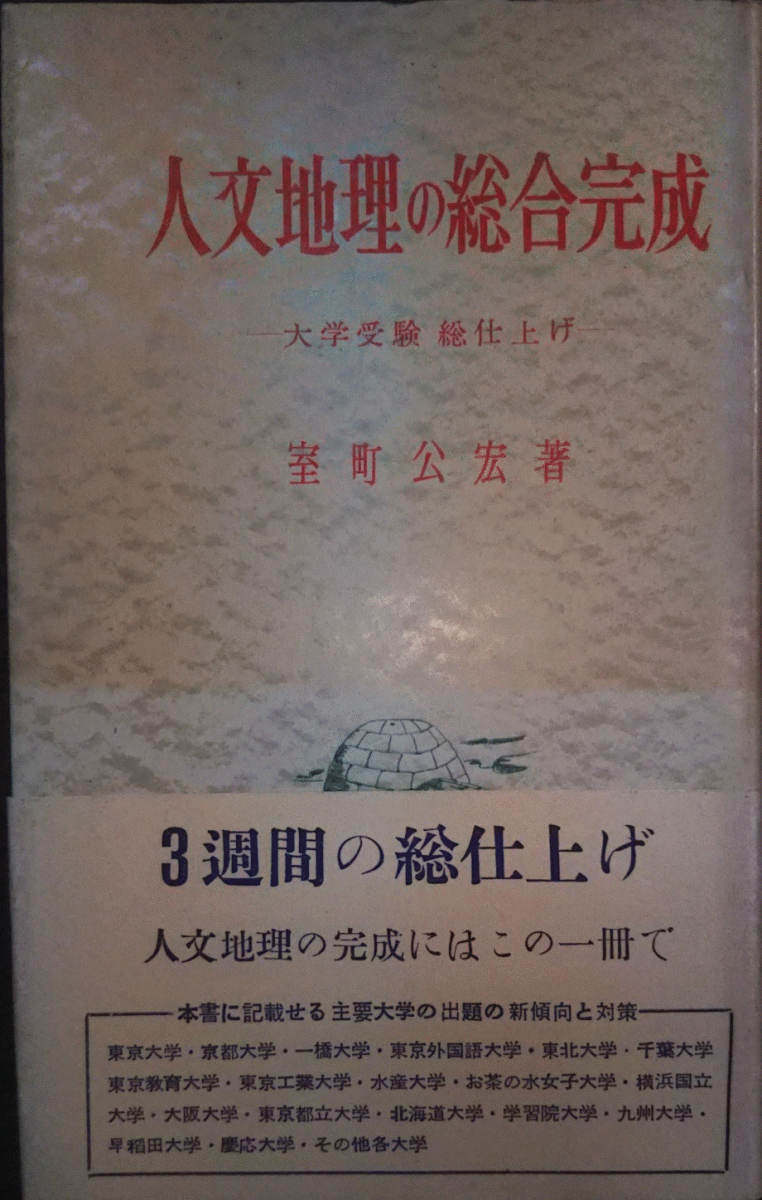 人文地理の総合完成
―大学受験 総仕上げ―
室町公宏著
3週間の総仕上げ
人文地理の完成にはこの一冊で
本書に記載せる主要大学の出題の新傾向と対策
東京大学・京都大学・一橋大学・東京外国語大学・東北大学・千葉大学
東京教育大学・東京工業大学・水産大学・お茶の水女子大学・横浜国立
大学・大阪大学・東京都立大学・北海道大学・学習院大学・九州大学・
早稲田大学・慶応大学・その他各大学